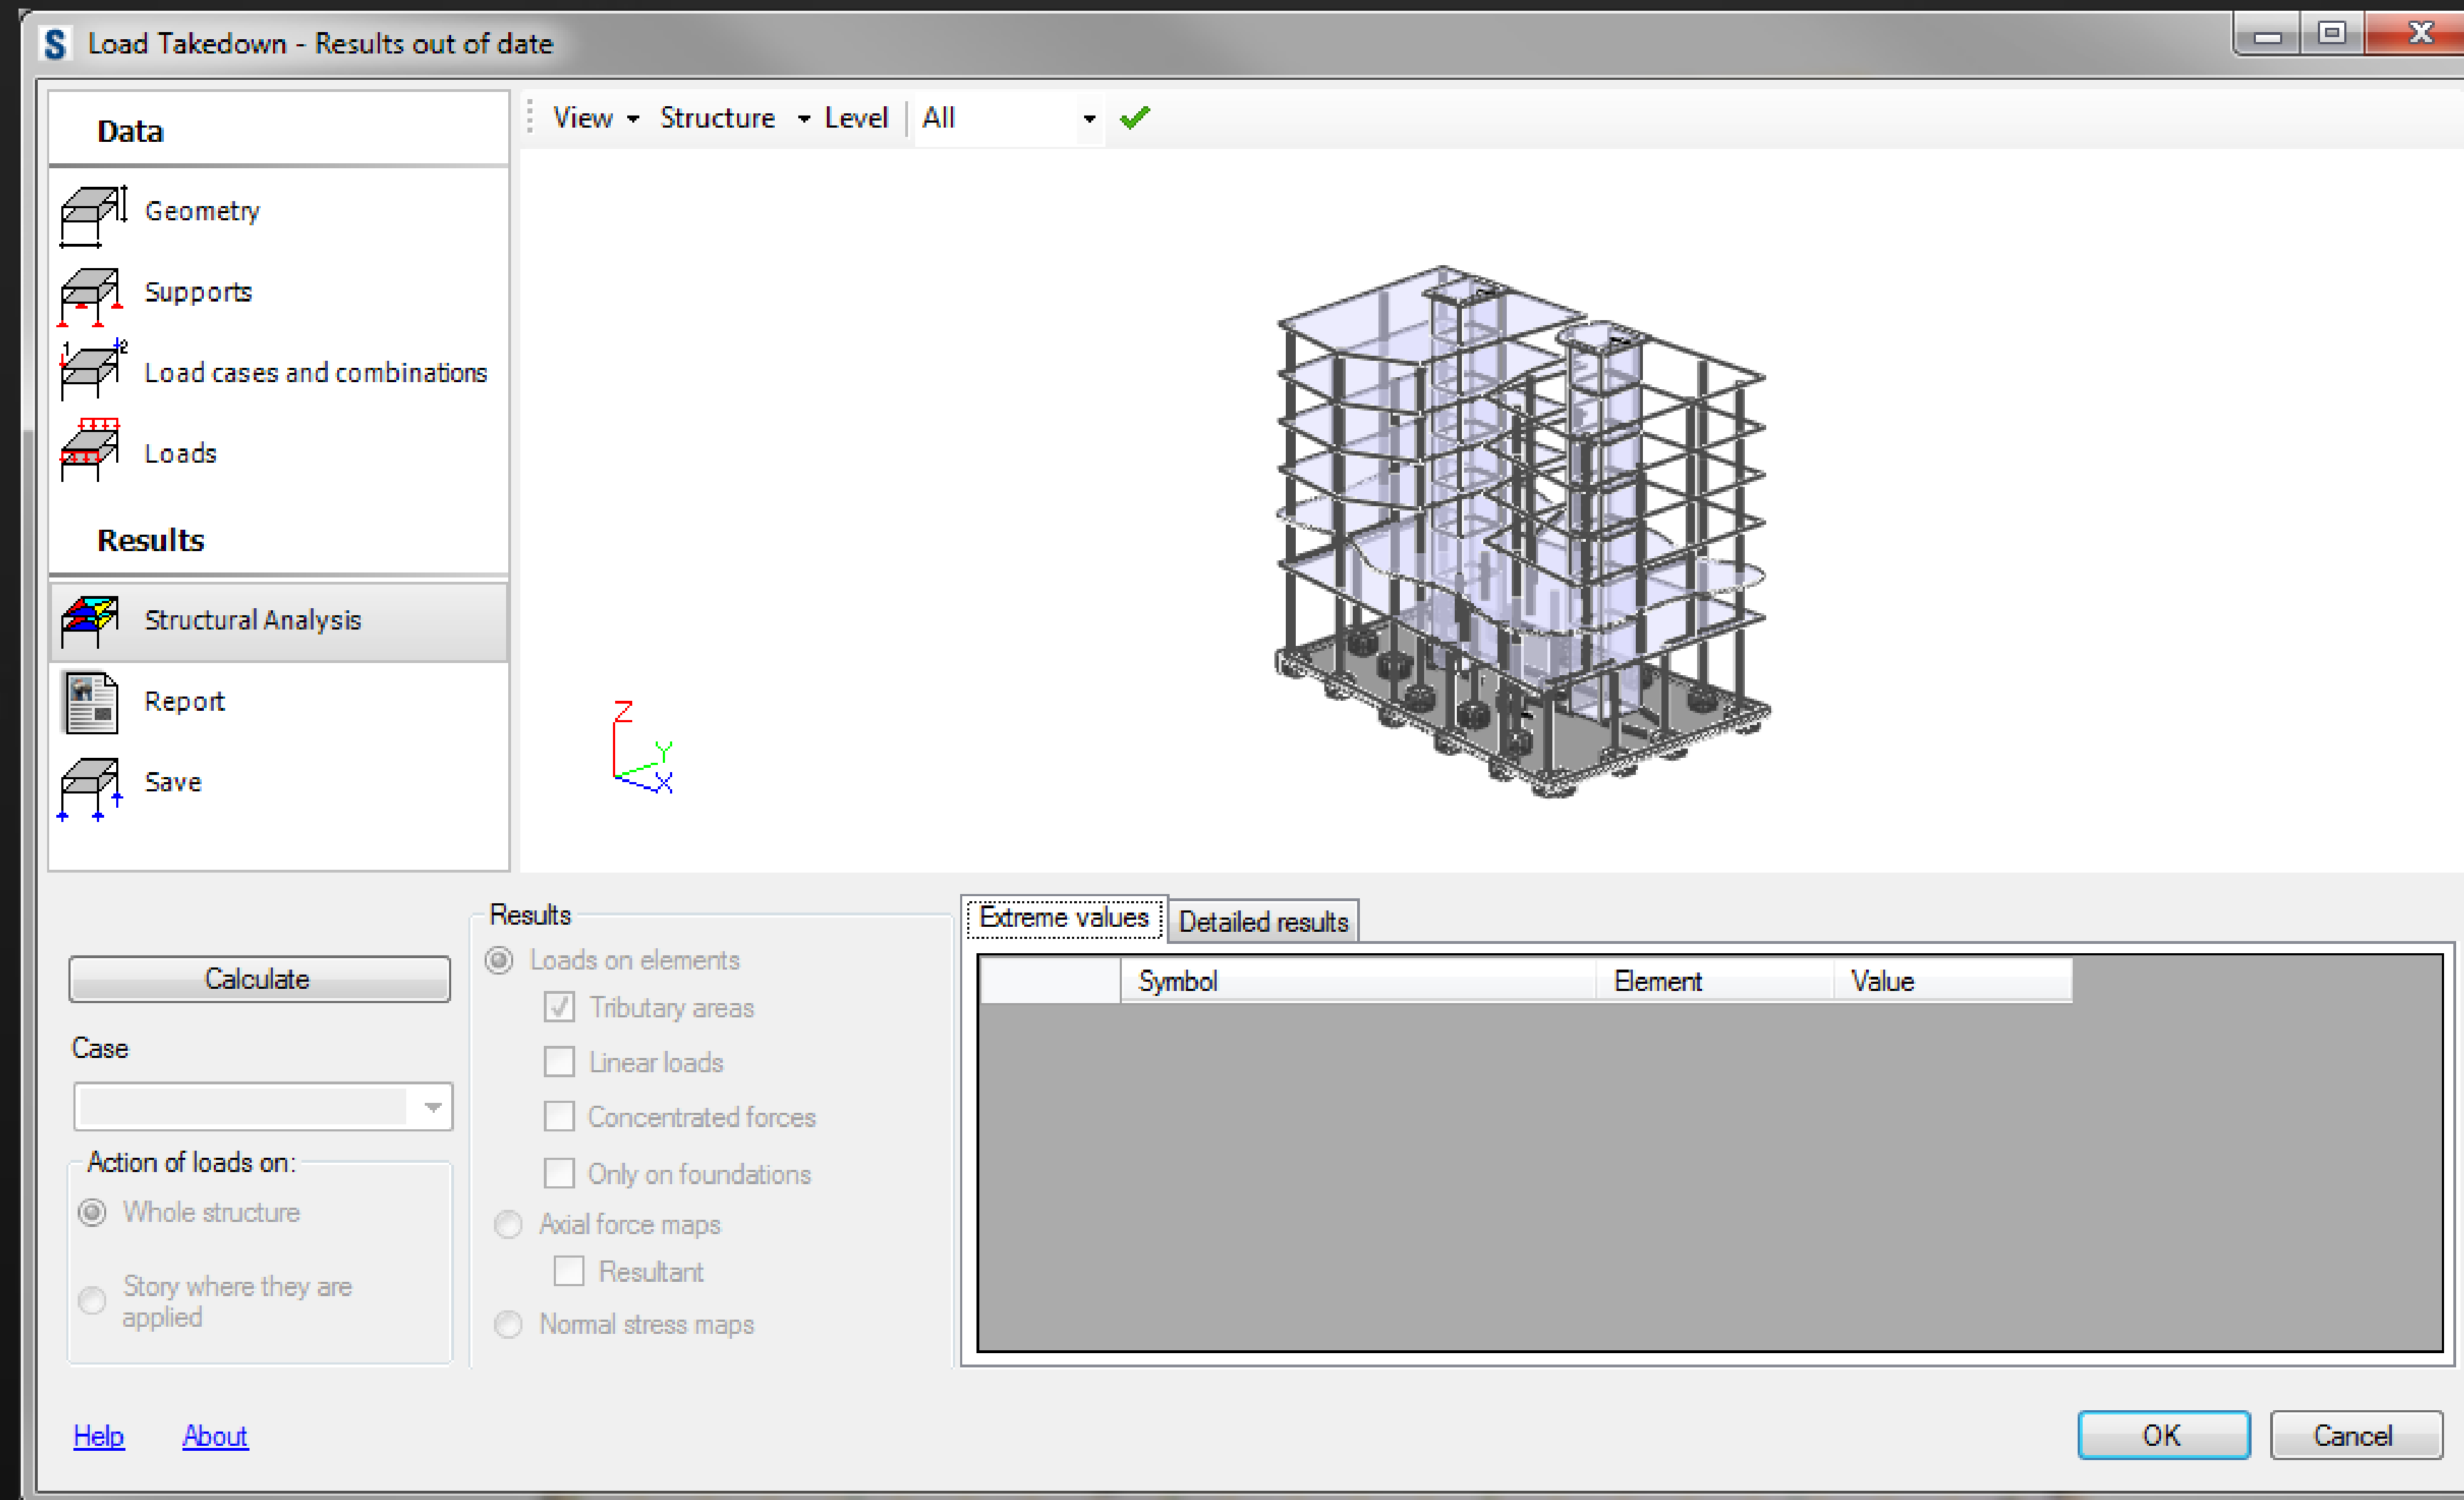 S Load Takedown - Results out of date
Data
Geometry
Supports
1 2
Load cases and combinations
Loads
Results
Structural Analysis
Report
Save
View Structure Level All
Z
Y
X
Calculate
Case
Action of loads on:
Whole structure
Story where they are
applied
Results
Loads on elements
Tributary areas
Linear loads
Concentrated forces
Only on foundations
Axial force maps
Resultant
Normal stress maps
Extreme values Detailed results
Symbol Element Value
Help About
OK Cancel